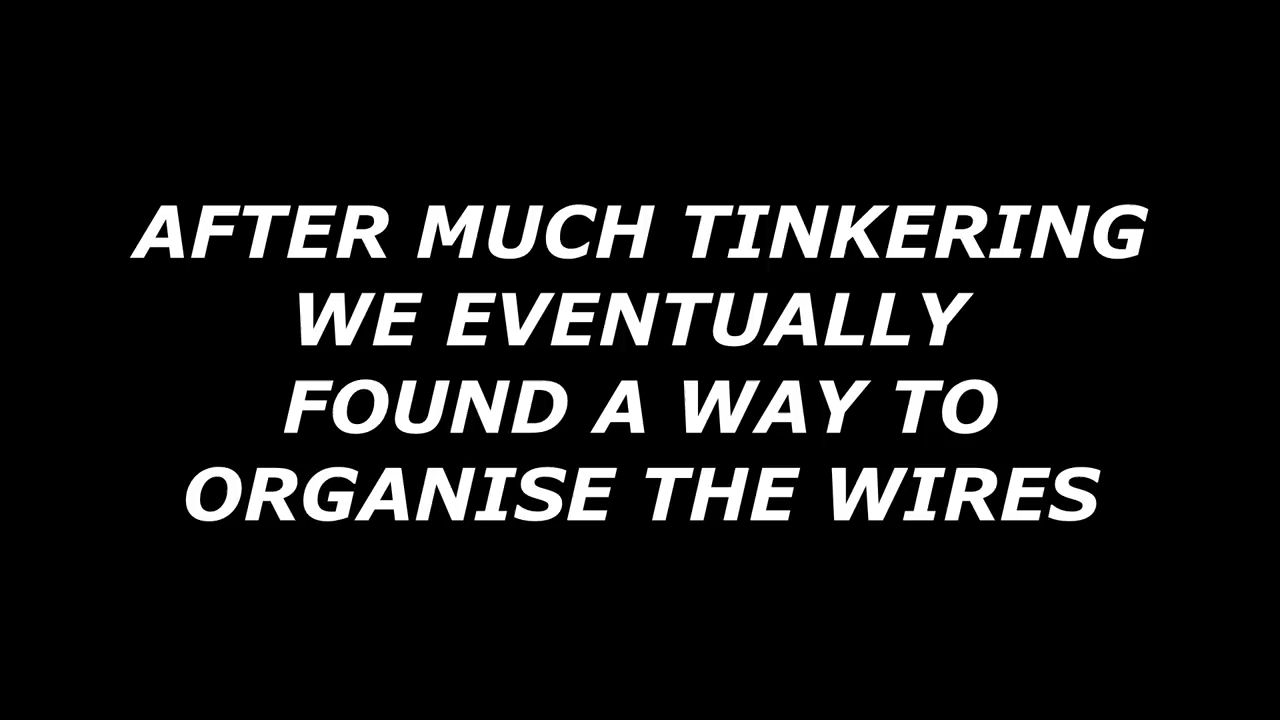 AFTER MUCH TINKERING
WE EVENTUALLY
FOUND A WAY TO
ORGANISE THE WIRES